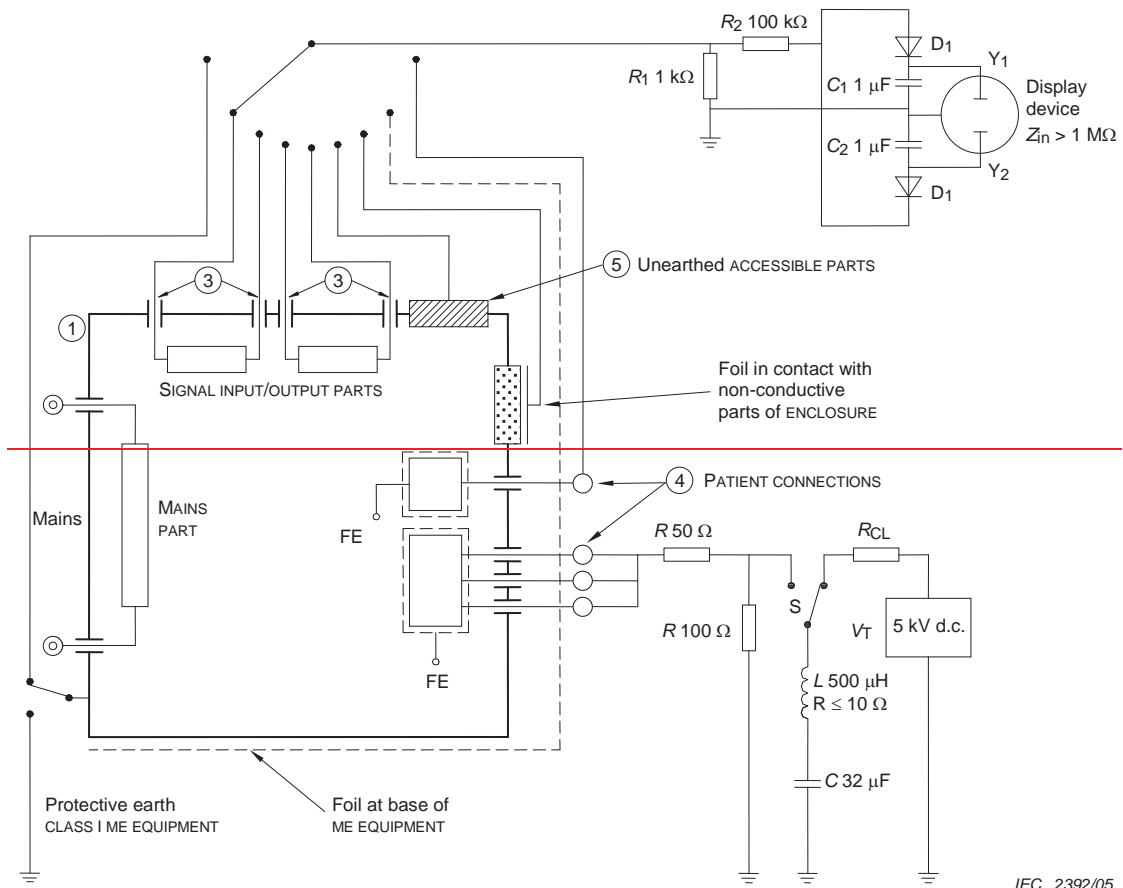 R2 100 kΩ
D1
Y1
R1 1 kΩ
C1 1 μF
Display
device
Zin > 1 MΩ
C2 1 μF
Y2
D1
5 Unearthed ACCESSIBLE PARTS
3
3
1
SIGNAL INPUT/OUTPUT PARTS
Foil in contact with
non-conductive
parts of ENCLOSURE
4 PATIENT CONNECTIONS
Mains
MAINS
PART
FE
R 50 Ω
RCL
S
R 100 Ω
VT
5 kV d.c.
FE
L 500 μH
R ≤ 10 Ω
C 32 μF
Protective earth
CLASS I ME EQUIPMENT
Foil at base of
ME EQUIPMENT
IEC 2392/05